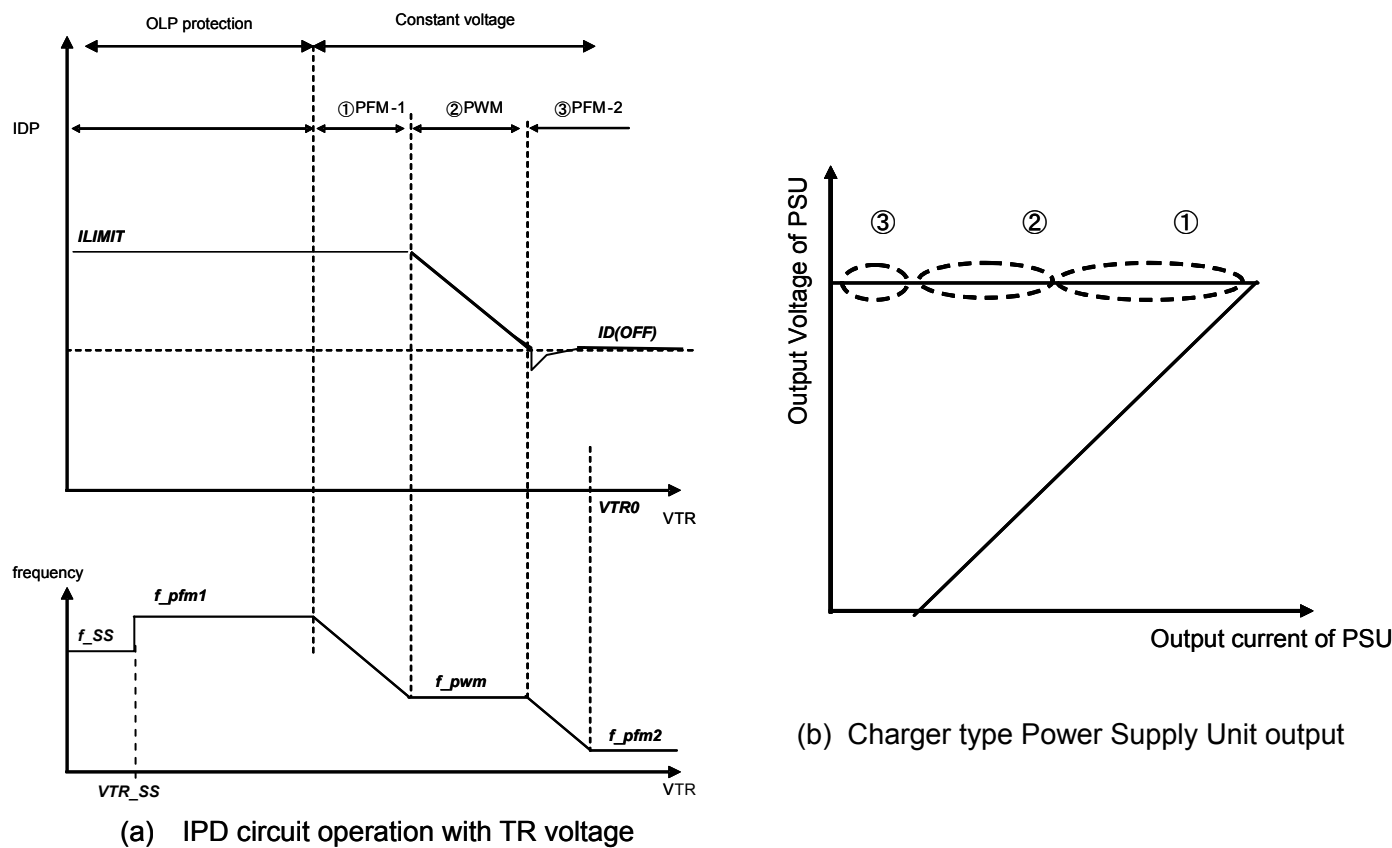 OLP protection
Constant voltage
IDP
①PFM-1
②PWM
③PFM-2
ILIMIT
ID(OFF)
VTR0
VTR
frequency
f_pfm1
f_SS
f_pwm
f_pfm2
VTR_SS
VTR
(a) IPD circuit operation with TR voltage
Output Voltage of PSU
③
②
①
Output current of PSU
(b) Charger type Power Supply Unit output